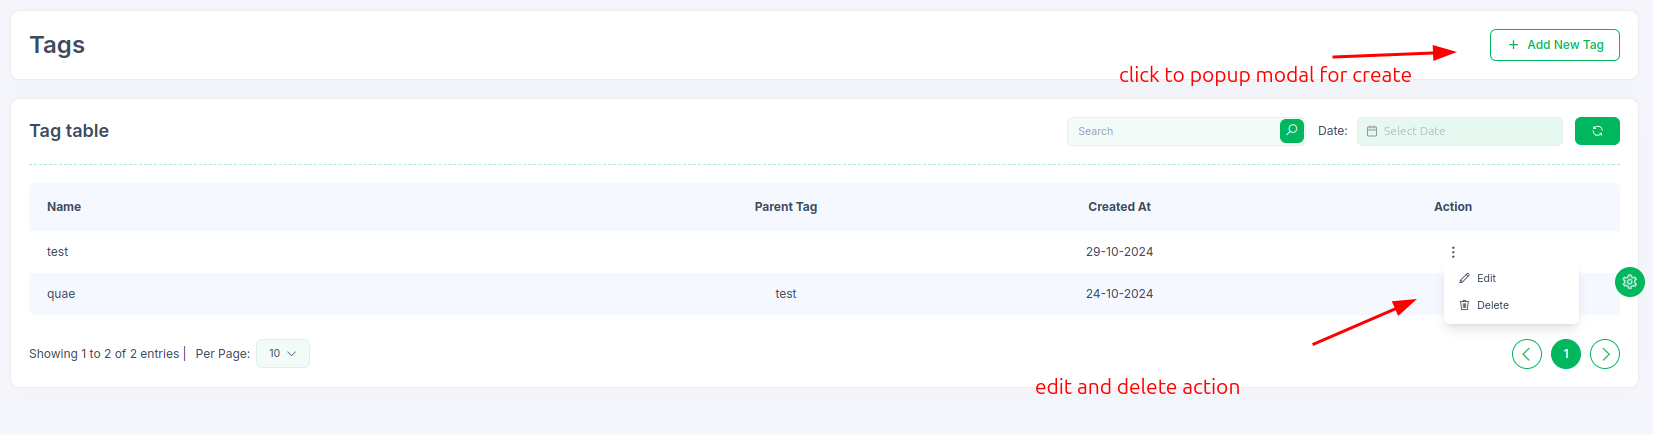 Tags
+ Add New Tag
click to popup modal for create
Tag table
Search
Date:
Select Date
Name Parent Tag Created At Action
test 29-10-2024
Edit
quae test 24-10-2024
Delete
Showing 1 to 2 of 2 entries | Per Page: 10
1
edit and delete action